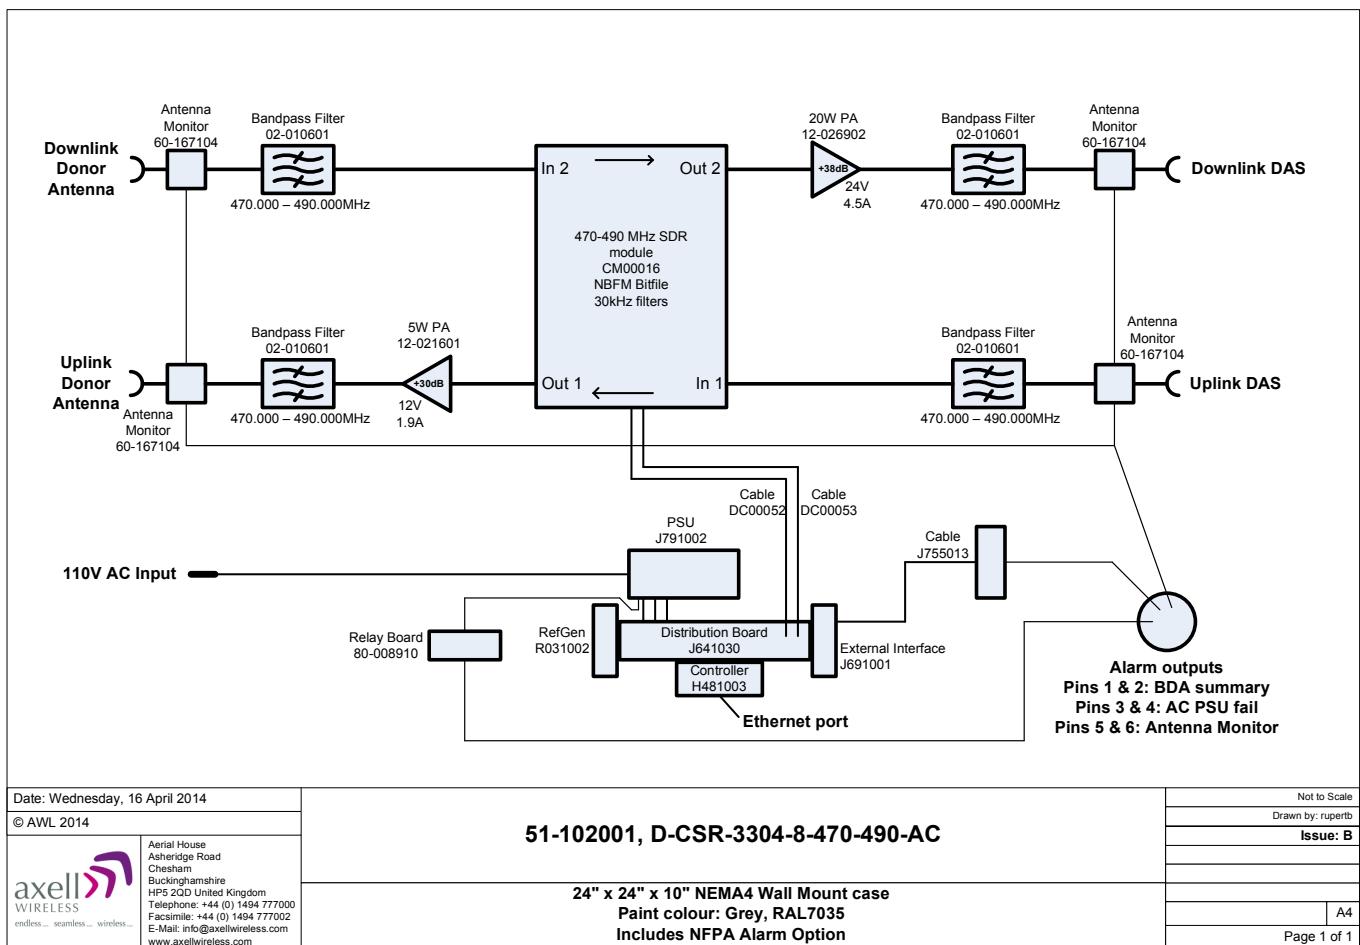 Antenna
Monitor
60-167104
Bandpass Filter
02-010601
20W PA
12-026902
Bandpass Filter
02-010601
Antenna
Monitor
60-167104
Downlink
Donor
Antenna
In 2
Out 2
+38dB
Downlink DAS
24V
4.5A
470.000 – 490.000MHz
470.000 – 490.000MHz
470-490 MHz SDR
module
CM00016
NBFM Bitfile
30kHz filters
Bandpass Filter
02-010601
5W PA
12-021601
Bandpass Filter
02-010601
Antenna
Monitor
60-167104
Uplink
Donor
Antenna
+30dB
Out 1
In 1
Uplink DAS
12V
1.9A
Antenna
Monitor
60-167104
470.000 – 490.000MHz
470.000 – 490.000MHz
Cable
DC00052
Cable
DC00053
PSU
J791002
Cable
J755013
110V AC Input
Relay Board
80-008910
RefGen
R031002
Distribution Board
J641030
External Interface
J691001
Controller
H481003
Ethernet port
Alarm outputs
Pins 1 & 2: BDA summary
Pins 3 & 4: AC PSU fail
Pins 5 & 6: Antenna Monitor
Date: Wednesday, 16 April 2014
© AWL 2014
axell
WIRELESS
endless... seamless... wireless...
Aerial House
Asheridge Road
Chesham
Buckinghamshire
HP5 2QD United Kingdom
Telephone: +44 (0) 1494 777000
Facsimile: +44 (0) 1494 777002
E-Mail: info@axellwireless.com
www.axellwireless.com
51-102001, D-CSR-3304-8-470-490-AC
24" x 24" x 10" NEMA4 Wall Mount case
Paint colour: Grey, RAL7035
Includes NFPA Alarm Option
Not to Scale
Drawn by: rupertb
Issue: B
A4
Page 1 of 1